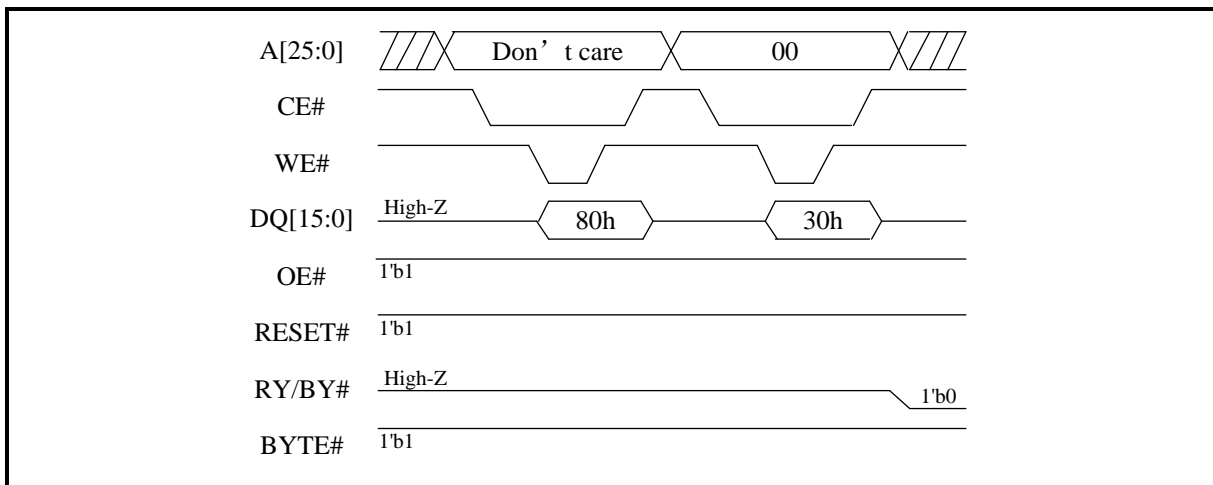 A[25:0] Don’t care 00
CE#
WE#
DQ[15:0] High-Z 80h 30h
OE# 1'b1
RESET# 1'b1
RY/BY# High-Z 1'b0
BYTE# 1'b1